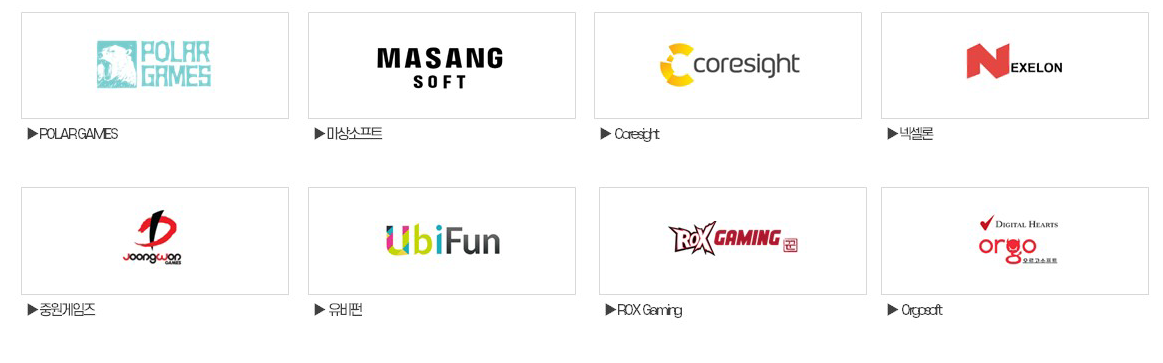 POLAR
GAMES
MASANG
SOFT
coresight
NEXELON
▶POLAR GAMES
▶마상소프트
▶ Coresight
▶넥셀론
JOONGWON
GAMES
UbiFun
ROX GAMING
DIGITAL HEARTS
orgo
오르고소프트
▶중원게임즈
▶ 유비펀
▶ROX Gaming
▶ Orgosoft